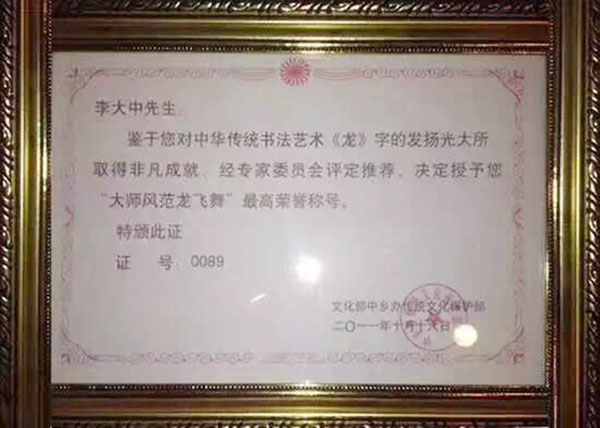 李大中先生:
鉴于您对中华传统书法艺术《龙》字的发扬光大所
取得非凡成就，经专家委员会评定推荐，决定授予您
“大师风范龙飞舞”最高荣誉称号。
特颁此证
证 号：0089
文化部中乡办传统文化保护部
二〇一一年十月十六日